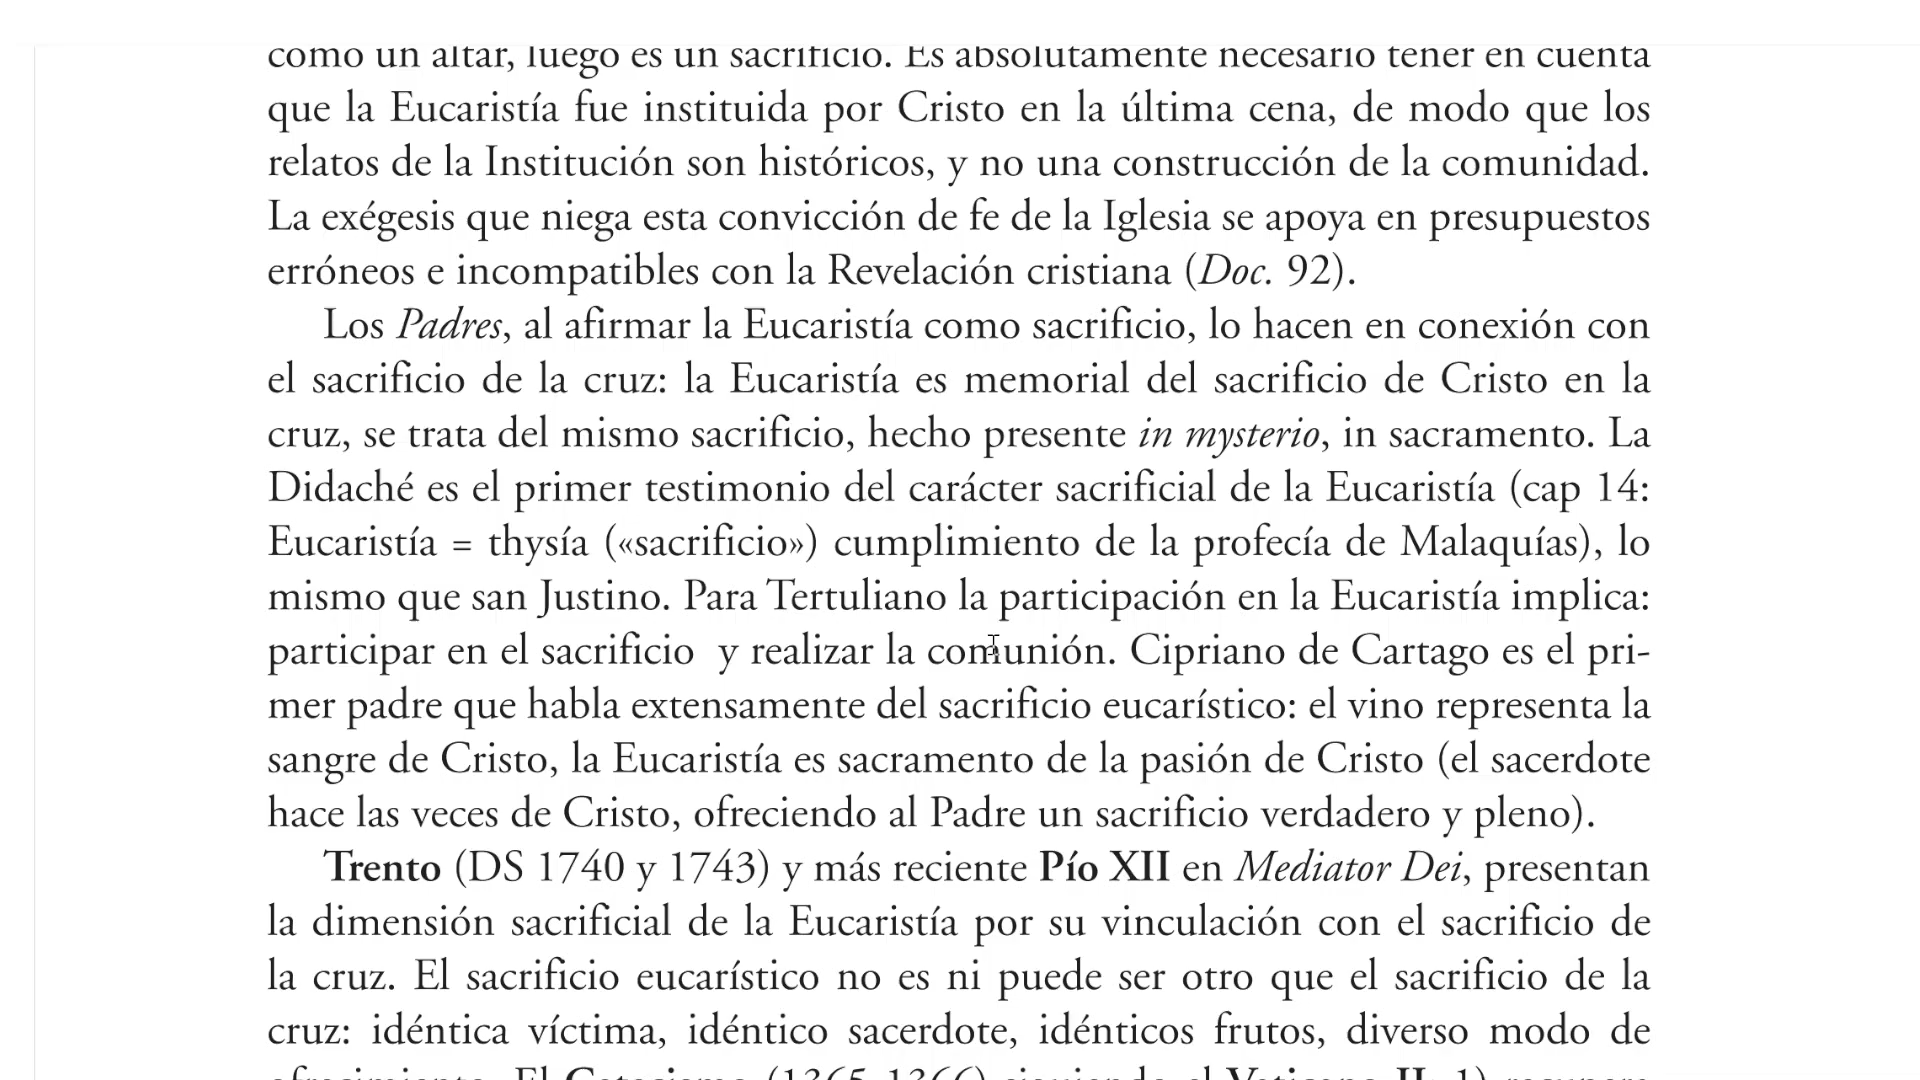 como un altar, luego es un sacrificio. Es absolutamente necesario tener en cuenta
que la Eucaristía fue instituida por Cristo en la última cena, de modo que los
relatos de la Institución son históricos, y no una construcción de la comunidad.
La exégesis que niega esta convicción de fe de la Iglesia se apoya en presupuestos
erróneos e incompatibles con la Revelación cristiana (Doc. 92).
Los Padres, al afirmar la Eucaristía como sacrificio, lo hacen en conexión con
el sacrificio de la cruz: la Eucaristía es memorial del sacrificio de Cristo en la
cruz, se trata del mismo sacrificio, hecho presente in mysterio, in sacramento. La
Didaché es el primer testimonio del carácter sacrificial de la Eucaristía (cap 14:
Eucaristía = thysía («sacrificio») cumplimiento de la profecía de Malaquías), lo
mismo que san Justino. Para Tertuliano la participación en la Eucaristía implica:
participar en el sacrificio y realizar la comunión. Cipriano de Cartago es el pri-
mer padre que habla extensamente del sacrificio eucarístico: el vino representa la
sangre de Cristo, la Eucaristía es sacramento de la pasión de Cristo (el sacerdote
hace las veces de Cristo, ofreciendo al Padre un sacrificio verdadero y pleno).
Trento (DS 1740 y 1743) y más reciente Pío XII en Mediator Dei, presentan
la dimensión sacrificial de la Eucaristía por su vinculación con el sacrificio de
la cruz. El sacrificio eucarístico no es ni puede ser otro que el sacrificio de la
cruz: idéntica víctima, idéntico sacerdote, idénticos frutos, diverso modo de
ofrecimiento. El Catecismo (1365-1366) siguiendo el Vaticano II: 1) recupera